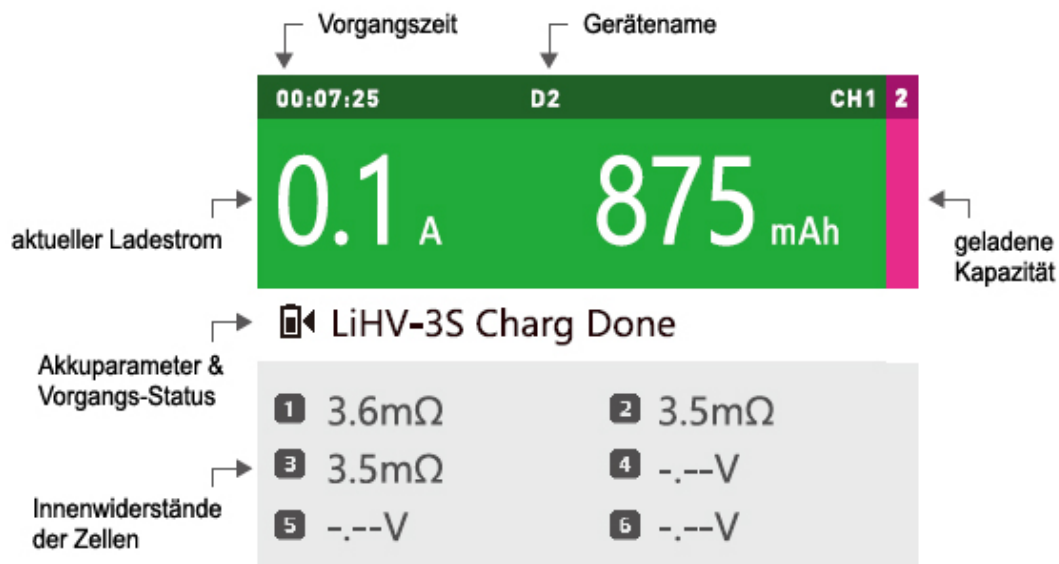 Vorgangszeit
Gerätename
00:07:25 D2 CH1 2
0.1 A 875 mAh
aktueller Ladestrom
geladene
Kapazität
LiHV-3S Charg Done
Akkuparameter &
Vorgangs-Status
1 3.6mΩ 2 3.5mΩ
3 3.5mΩ 4 -.--V
Innenwiderstände
der Zellen
5 -.--V 6 -.--V